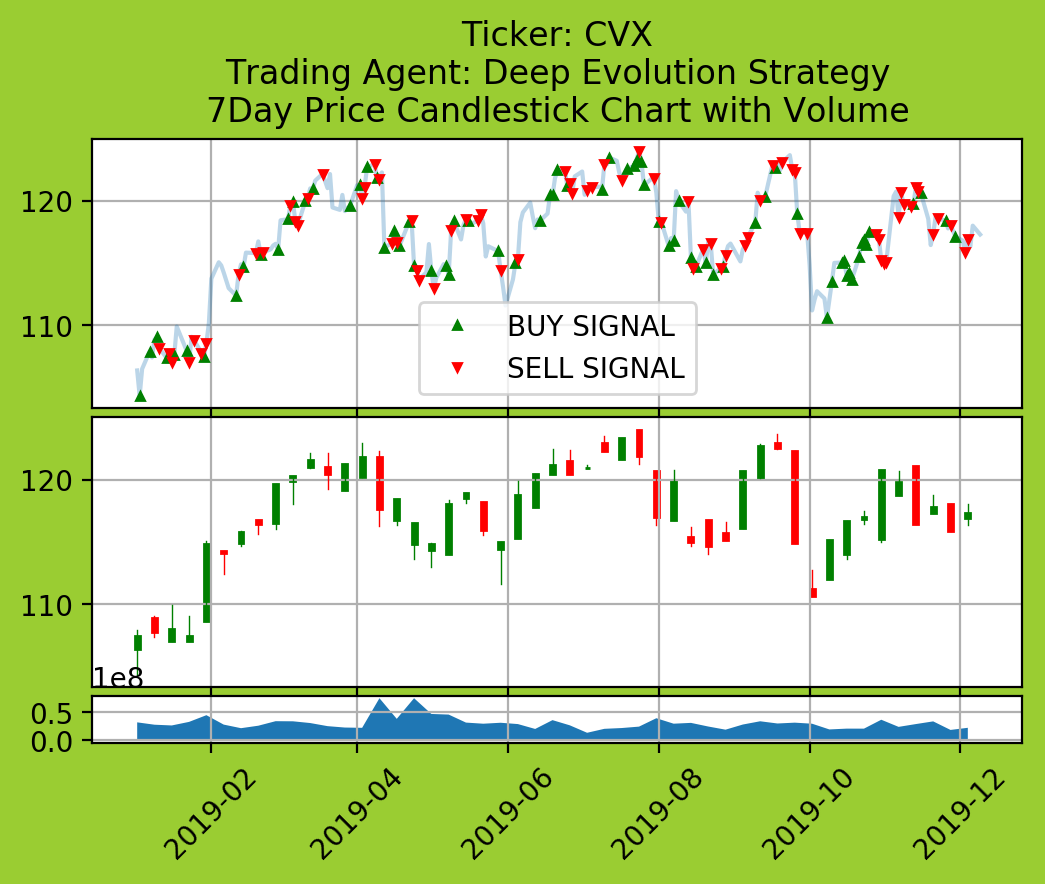 Ticker: CVX
Trading Agent: Deep Evolution Strategy
7Day Price Candlestick Chart with Volume
120
110
BUY SIGNAL
SELL SIGNAL
120
110
1e8
0.5
0.0
2019-02
2019-04
2019-06
2019-08
2019-10
2019-12